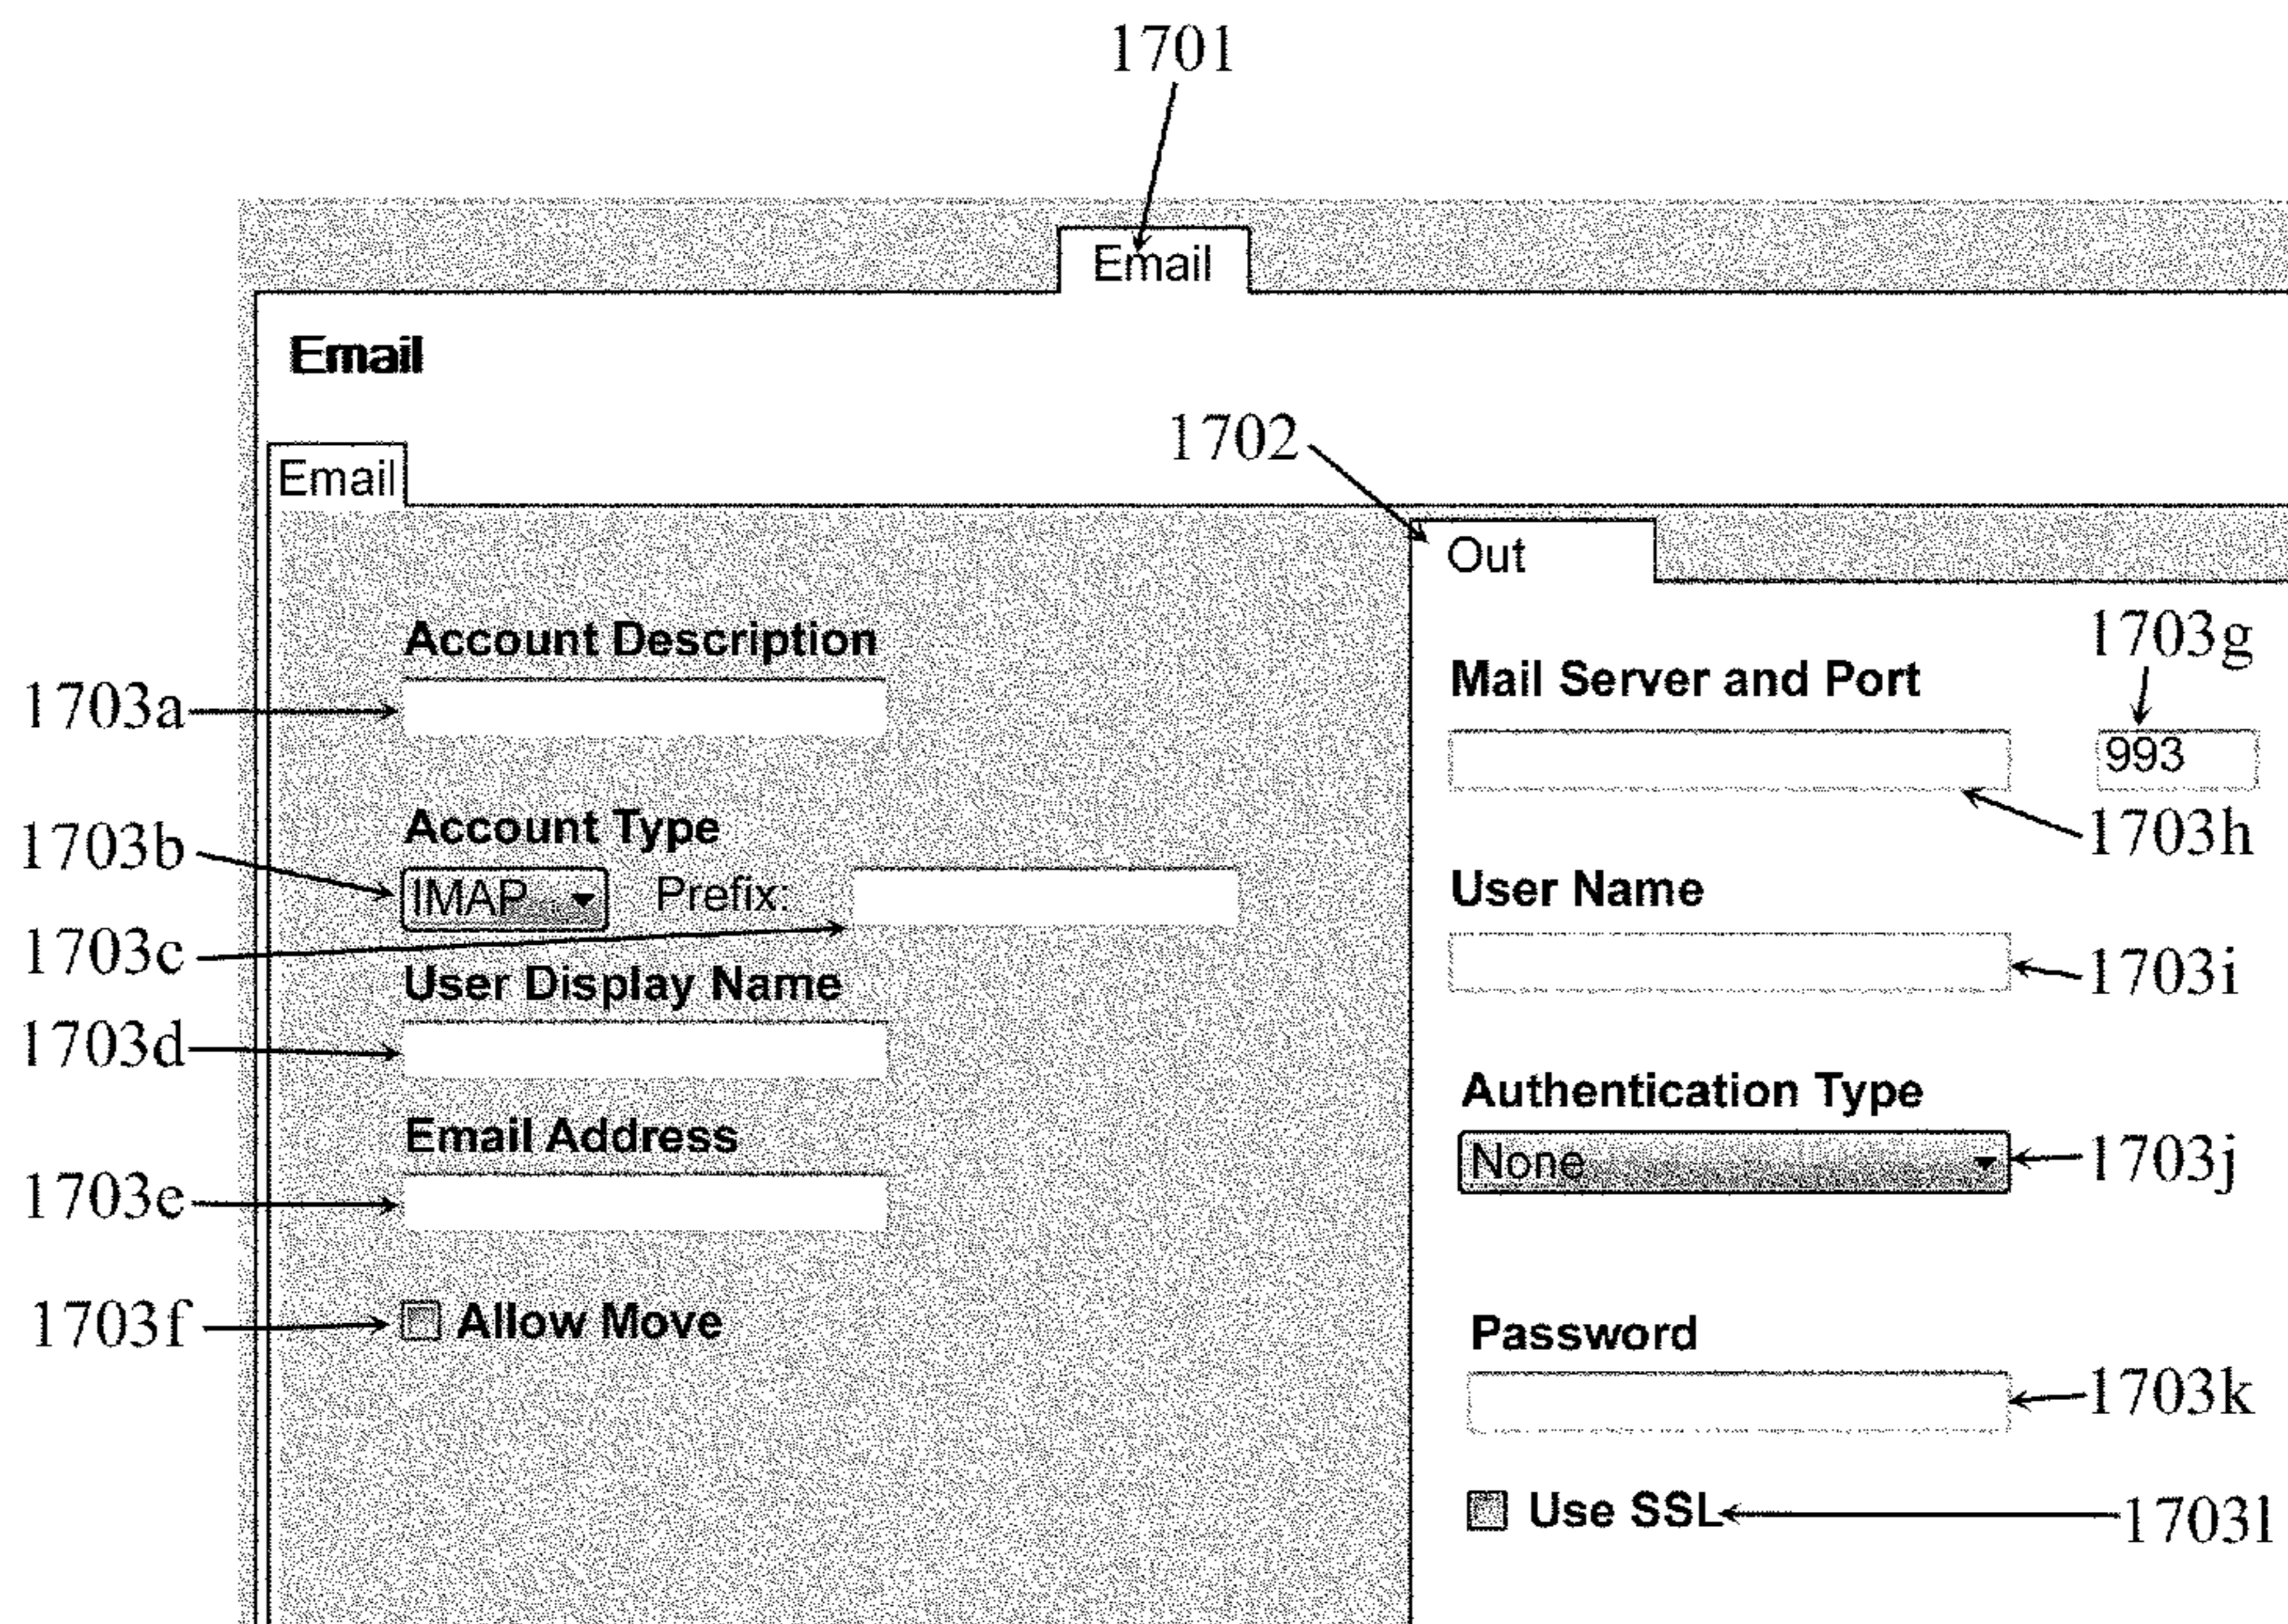 1701
Email
Email
1702
Email
Out
Account Description
1703a
Account Type
1703b
IMAP
Prefix:
1703c
User Display Name
1703d
Email Address
1703e
1703f
Allow Move
Mail Server and Port
1703g
993
1703h
User Name
1703i
Authentication Type
None
1703j
Password
1703k
Use SSL
1703l